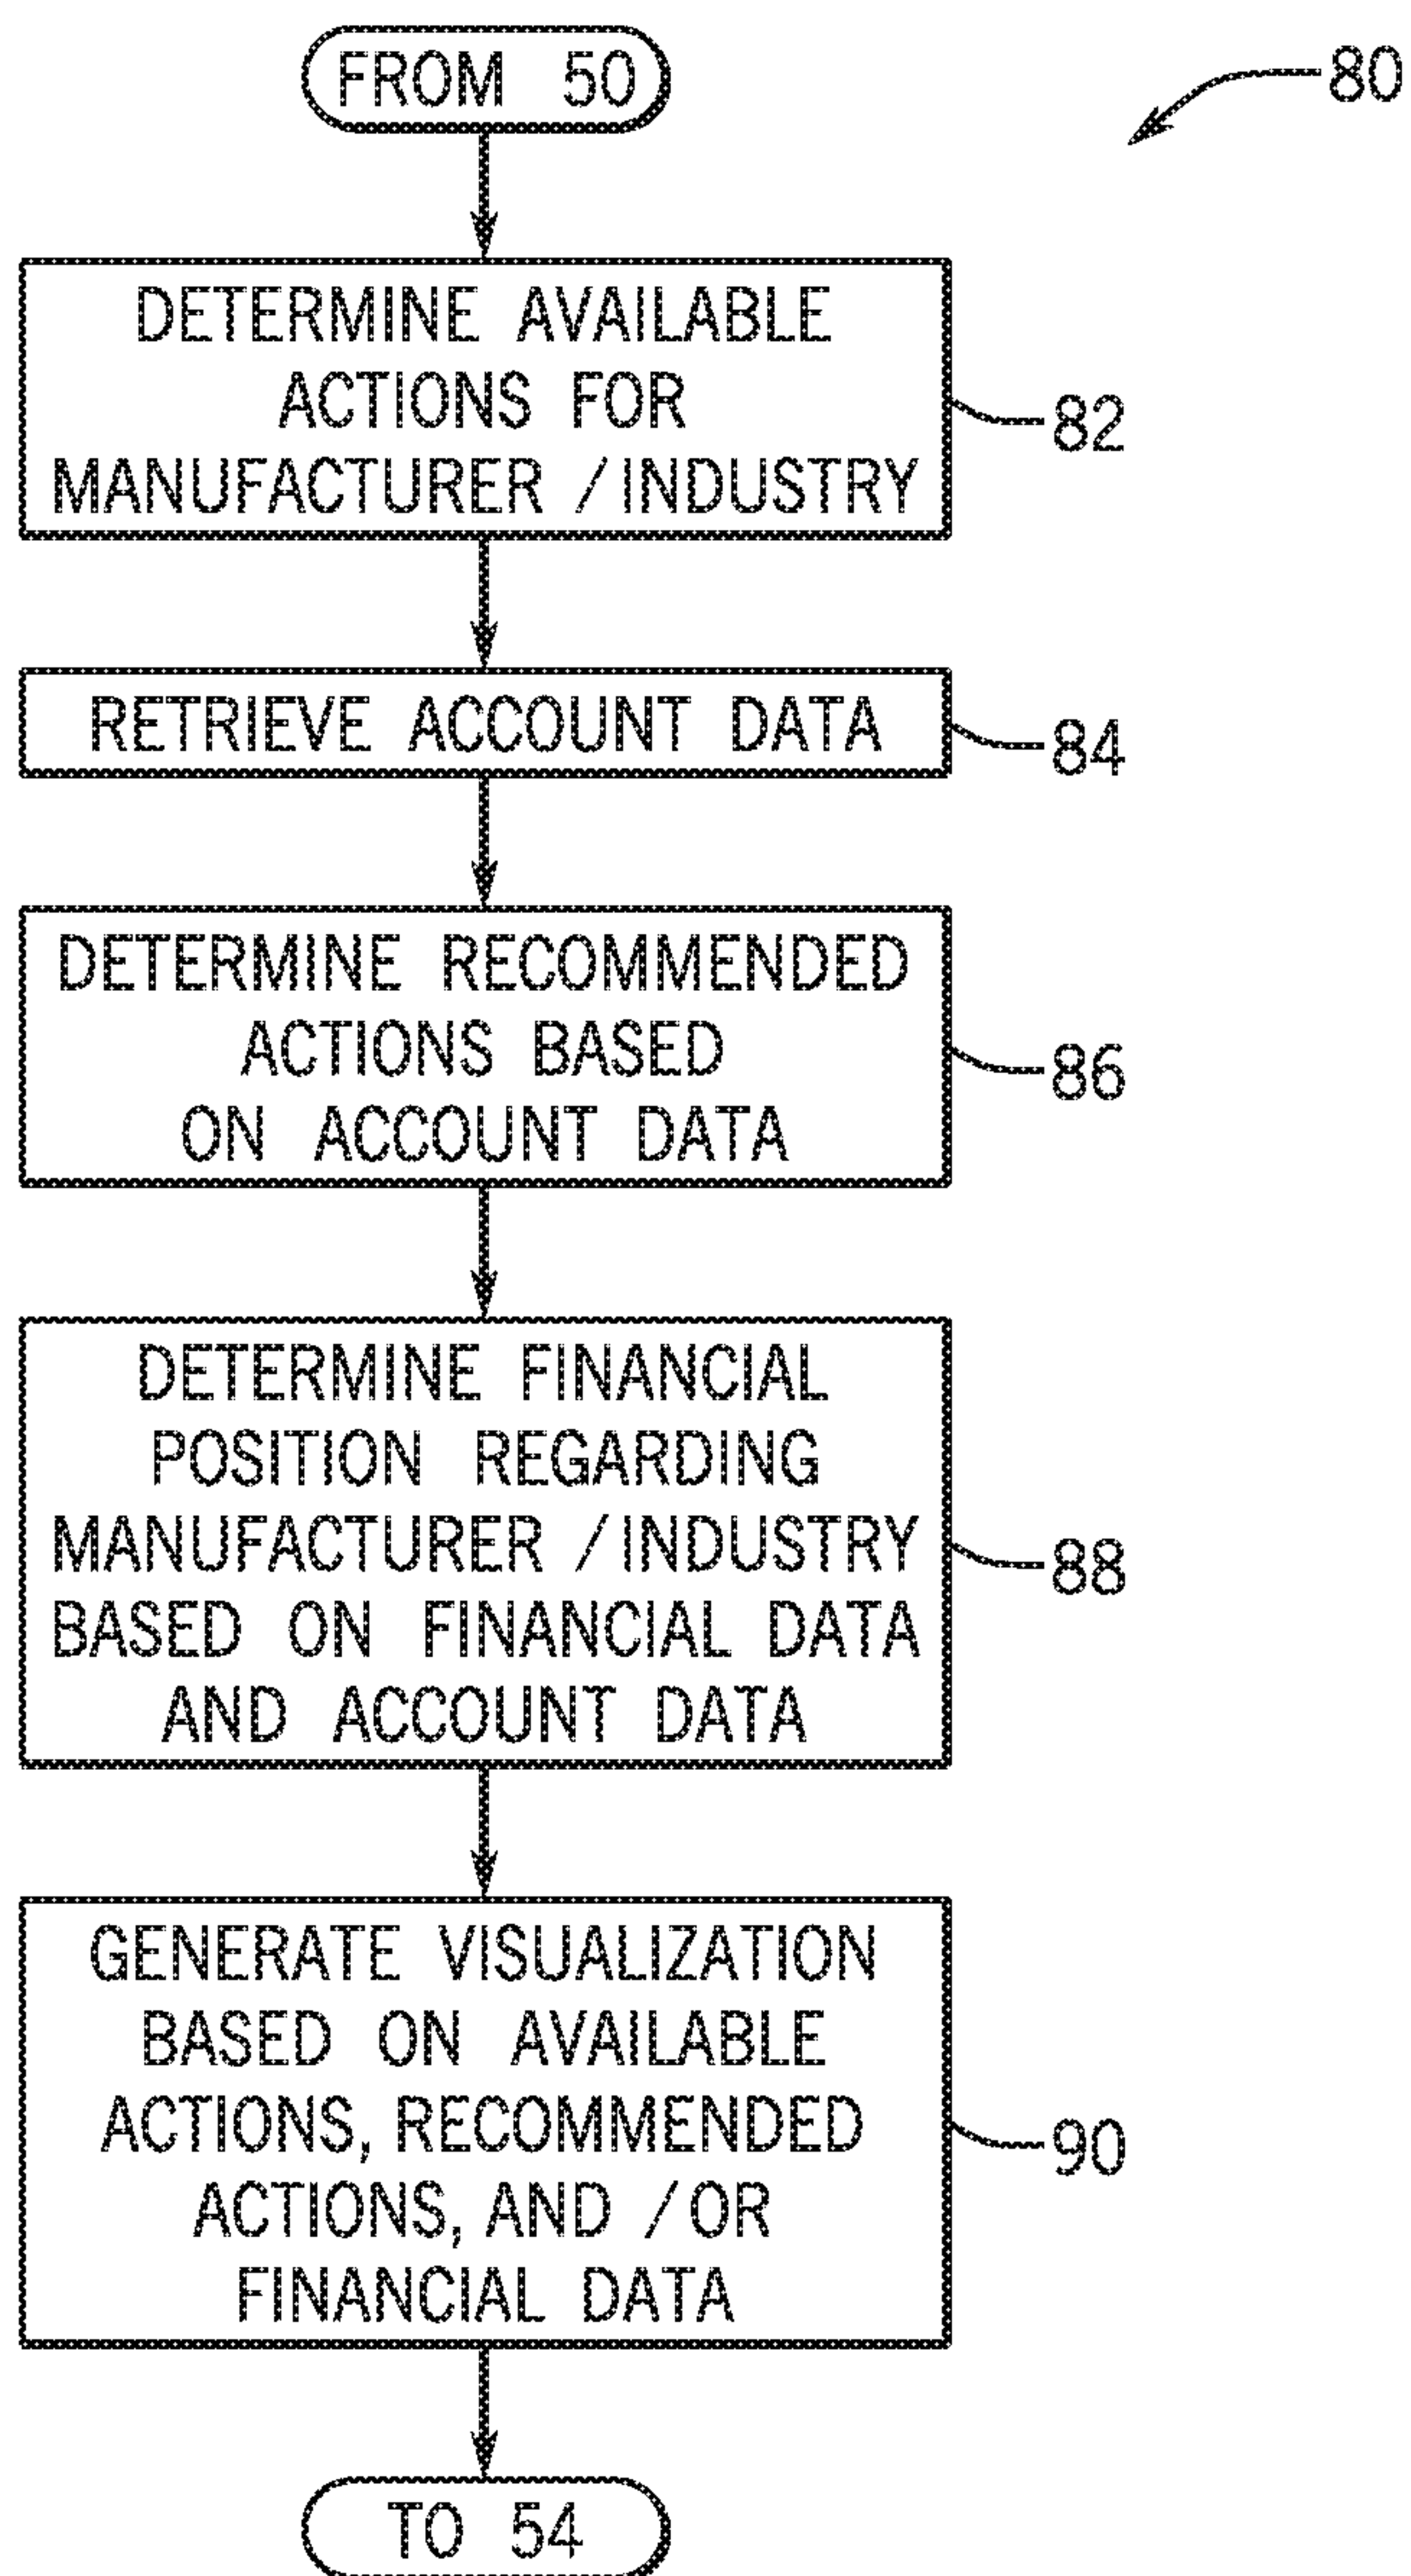 FROM 50
80
DETERMINE AVAILABLE
ACTIONS FOR
MANUFACTURER /INDUSTRY
82
RETRIEVE ACCOUNT DATA
84
DETERMINE RECOMMENDED
ACTIONS BASED
ON ACCOUNT DATA
86
DETERMINE FINANCIAL
POSITION REGARDING
MANUFACTURER /INDUSTRY
BASED ON FINANCIAL DATA
AND ACCOUNT DATA
88
GENERATE VISUALIZATION
BASED ON AVAILABLE
ACTIONS, RECOMMENDED
ACTIONS, AND /OR
FINANCIAL DATA
90
TO 54